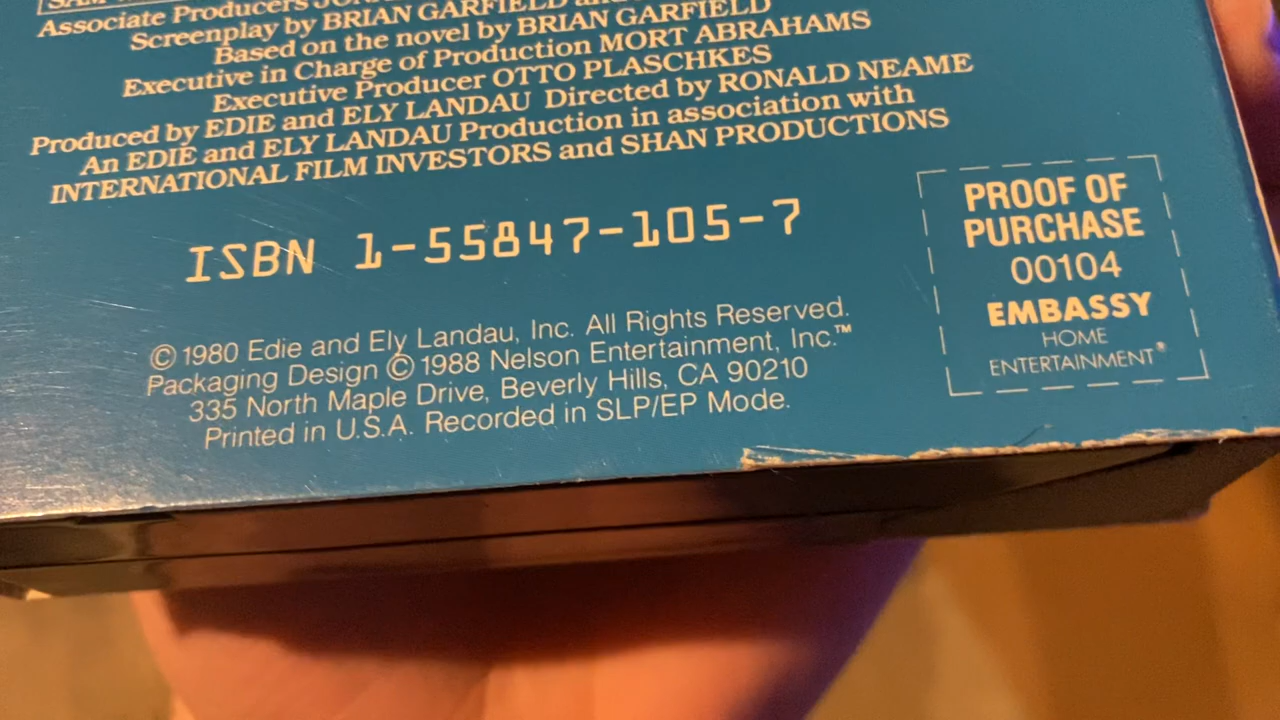 Associate Producers
Screenplay by BRIAN GARFIELD and
Based on the novel by BRIAN GARFIELD
Executive in Charge of Production MORT ABRAHAMS
Executive Producer OTTO PLASCHKES
Produced by EDIE and ELY LANDAU Directed by RONALD NEAME
An EDIE and ELY LANDAU Production in association with
INTERNATIONAL FILM INVESTORS and SHAN PRODUCTIONS
ISBN 1-55847-105-7
PROOF OF
PURCHASE
00104
EMBASSY
HOME
ENTERTAINMENT®
© 1980 Edie and Ely Landau, Inc. All Rights Reserved.
Packaging Design © 1988 Nelson Entertainment, Inc.™
335 North Maple Drive, Beverly Hills, CA 90210
Printed in U.S.A. Recorded in SLP/EP Mode.